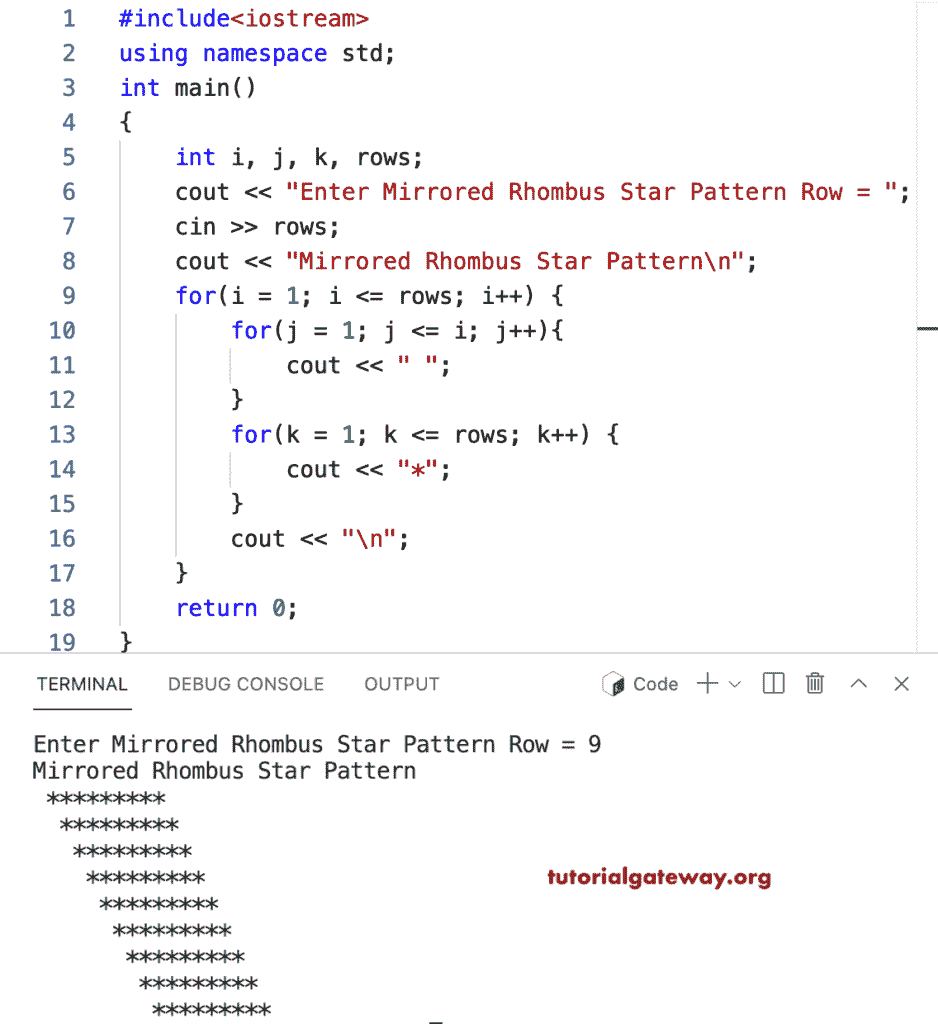 1 #include<iostream>
2 using namespace std;
3 int main()
4 {
5     int i, j, k, rows;
6     cout << "Enter Mirrored Rhombus Star Pattern Row = ";
7     cin >> rows;
8     cout << "Mirrored Rhombus Star Pattern\n";
9     for(i = 1; i <= rows; i++) {
10         for(j = 1; j <= i; j++){
11             cout << " ";
12         }
13         for(k = 1; k <= rows; k++) {
14             cout << "*";
15         }
16         cout << "\n";
17     }
18     return 0;
19 }
TERMINAL DEBUG CONSOLE OUTPUT Code
Enter Mirrored Rhombus Star Pattern Row = 9
Mirrored Rhombus Star Pattern
 *********
  *********
   *********
    ********* tutorialgateway.org
     *********
      *********
       *********
        *********
         *********